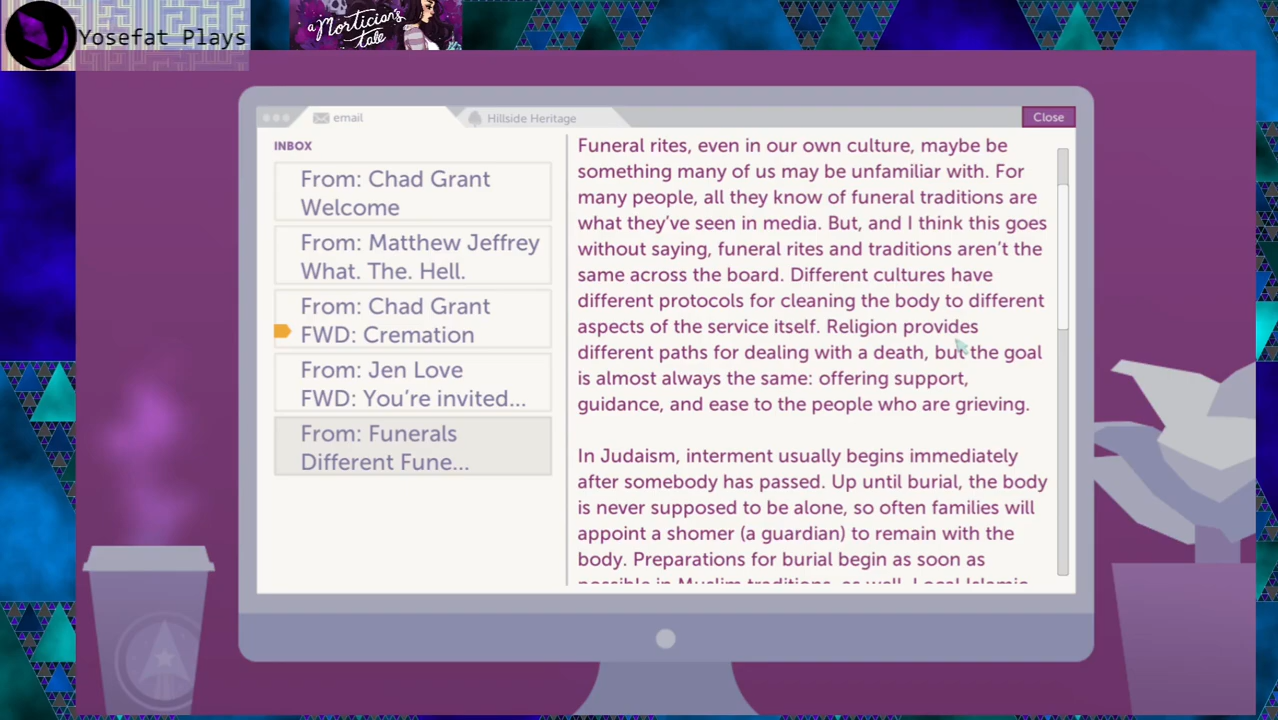 Yosefat Plays
a Mortician's
tale
email
Hillside Heritage
Close
INBOX
From: Chad Grant
Welcome
From: Matthew Jeffrey
What. The. Hell.
From: Chad Grant
FWD: Cremation
From: Jen Love
FWD: You're invited...
From: Funerals
Different Fune...
Funeral rites, even in our own culture, maybe be
something many of us may be unfamiliar with. For
many people, all they know of funeral traditions are
what they've seen in media. But, and I think this goes
without saying, funeral rites and traditions aren't the
same across the board. Different cultures have
different protocols for cleaning the body to different
aspects of the service itself. Religion provides
different paths for dealing with a death, but the goal
is almost always the same: offering support,
guidance, and ease to the people who are grieving.
In Judaism, interment usually begins immediately
after somebody has passed. Up until burial, the body
is never supposed to be alone, so often families will
appoint a shomer (a guardian) to remain with the
body. Preparations for burial begin as soon as
possible in Muslim traditions, as well. Local Islamic